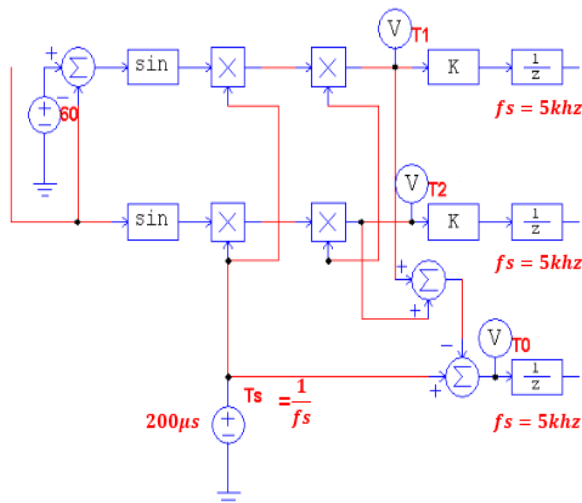 V T1
sin
K
1/z
60
fs = 5khz
V T2
sin
K
1/z
fs = 5khz
V T0
1/z
Ts = 1/fs
200μs
fs = 5khz